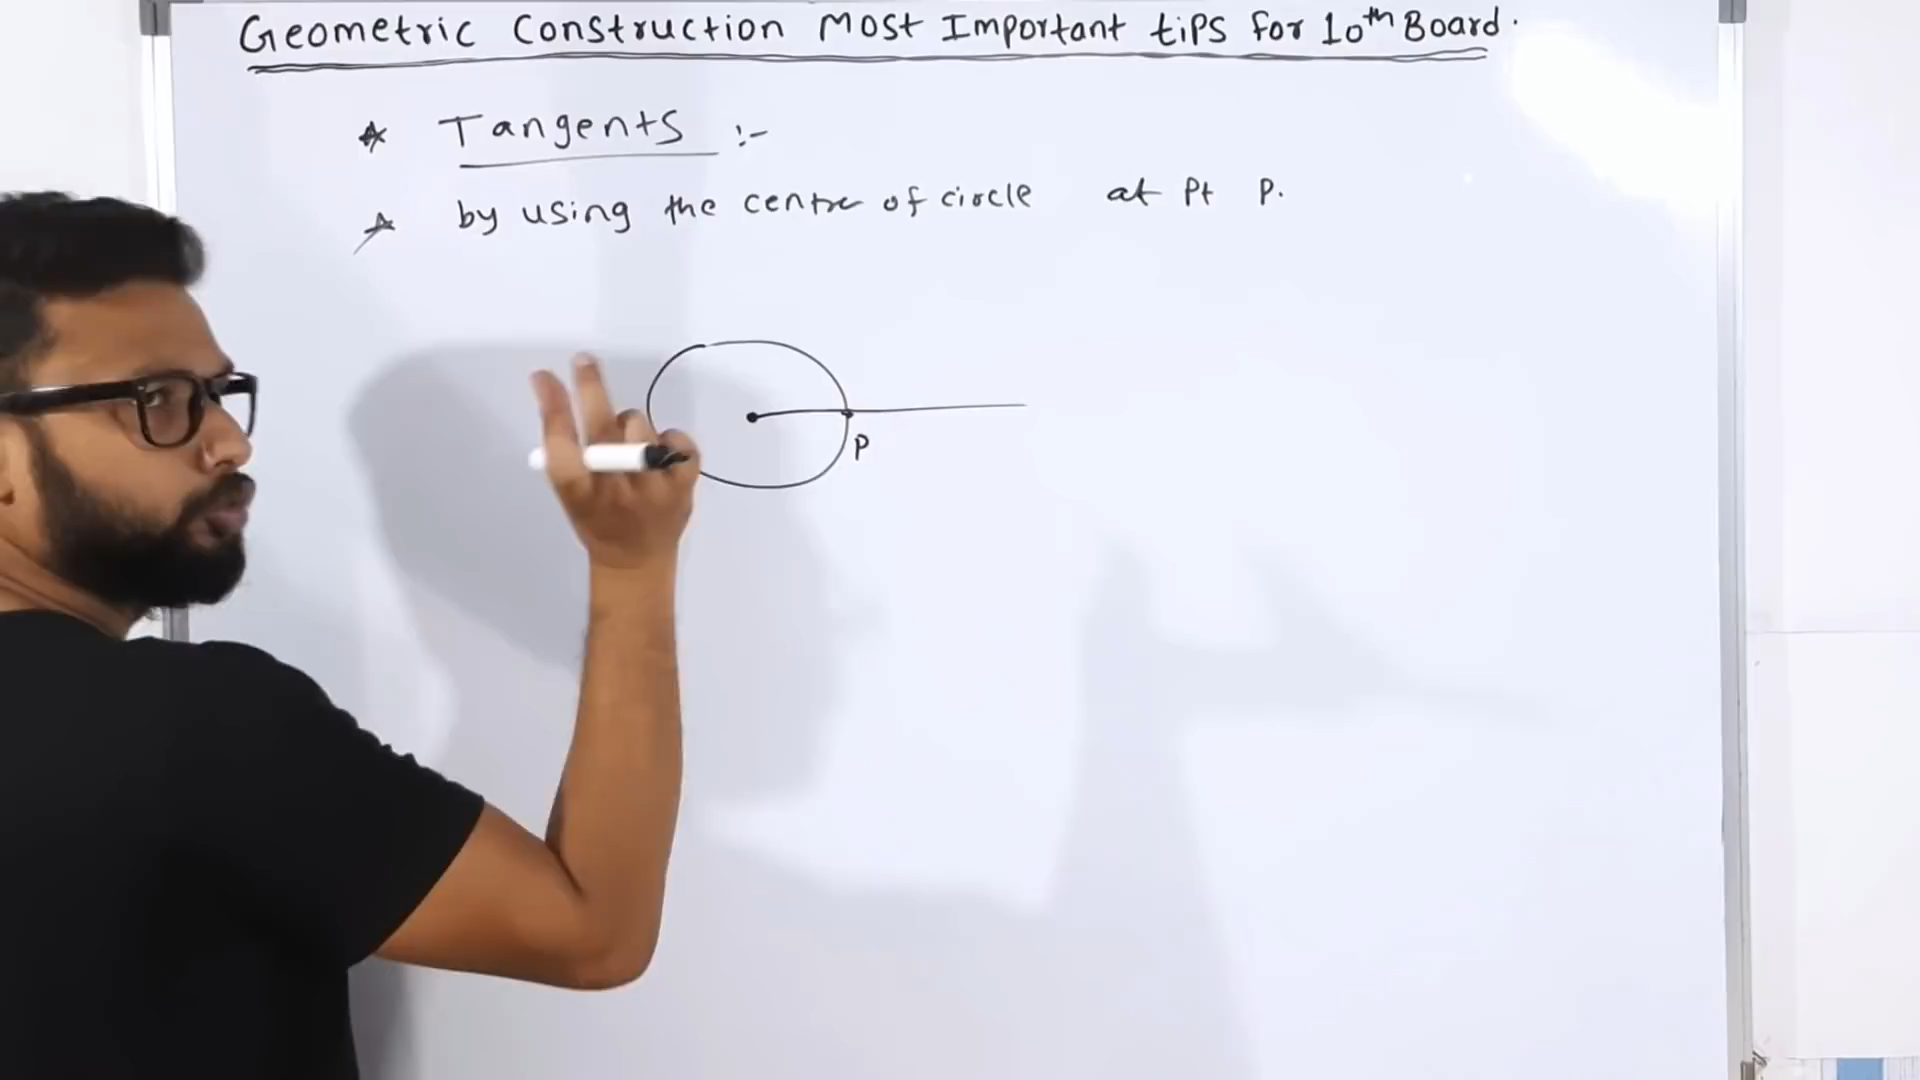 Geometric Construction Most Important tips for 10th Board.
* Tangents :-
* by using the centre of circle at Pt P.
P